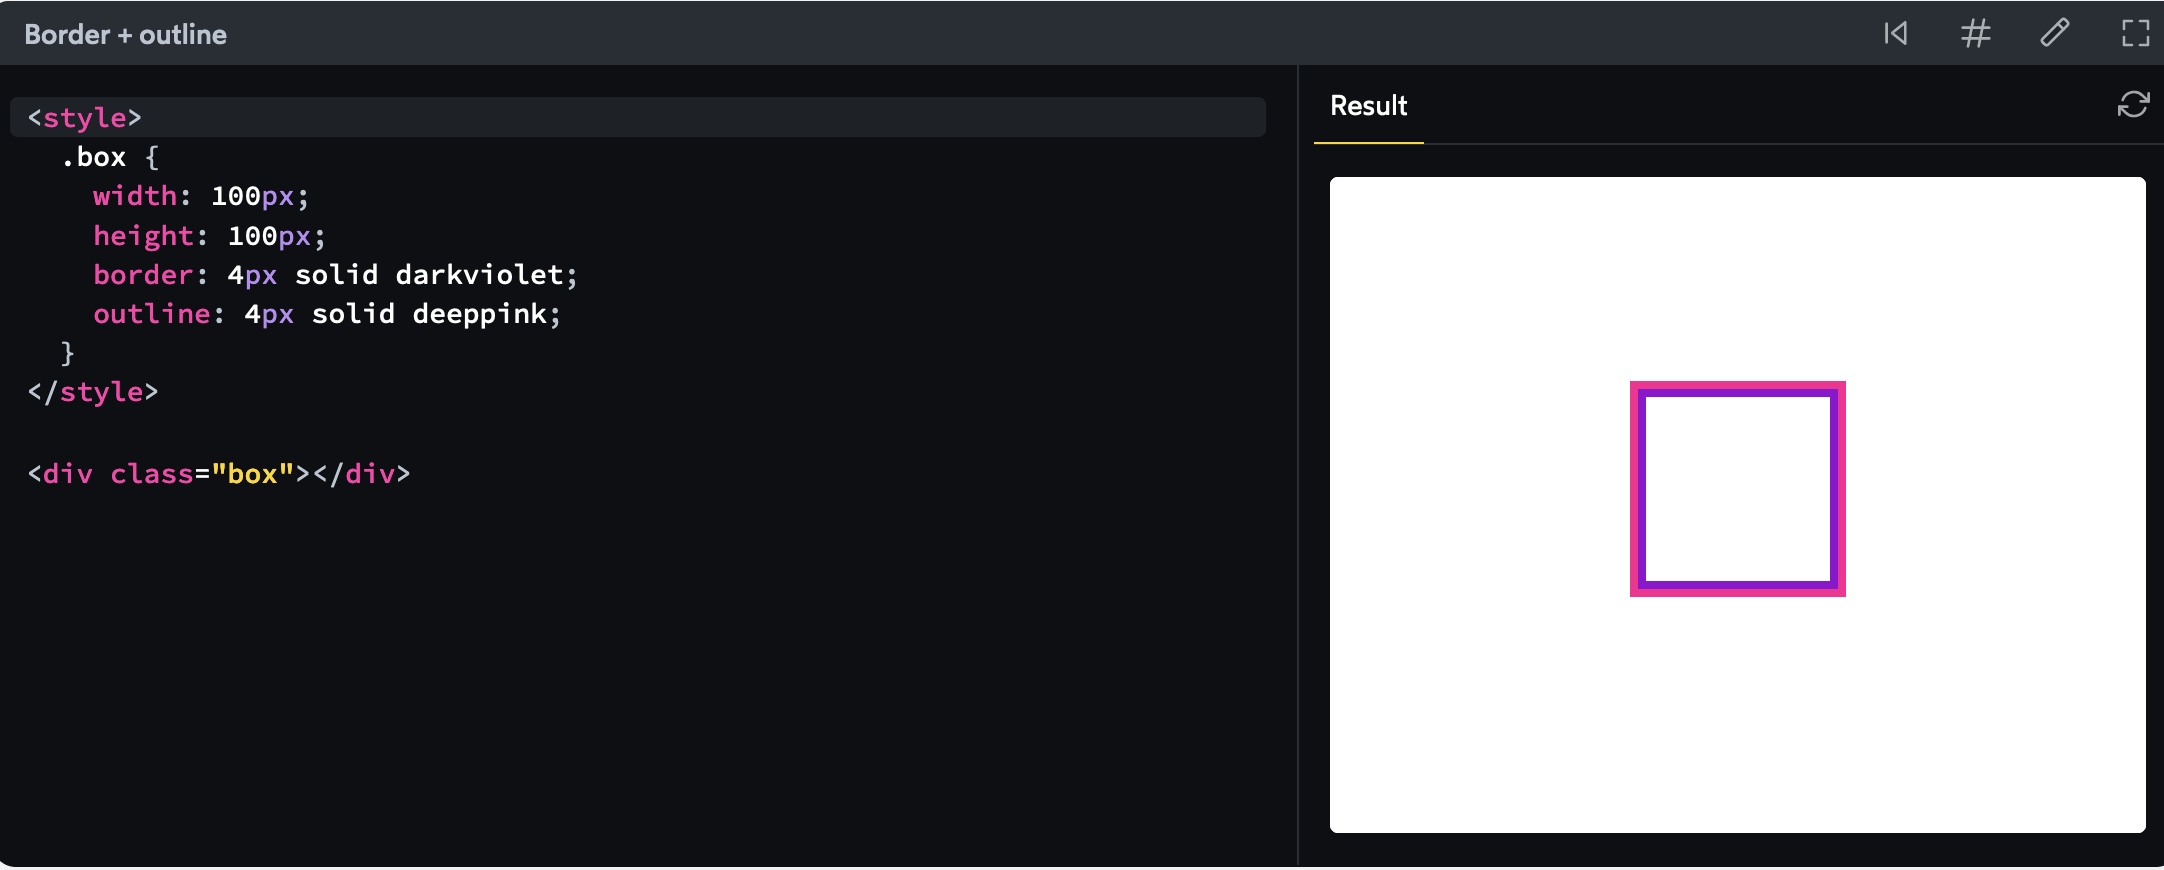 Border + outline
<style>
  .box {
    width: 100px;
    height: 100px;
    border: 4px solid darkviolet;
    outline: 4px solid deeppink;
  }
</style>
<div class="box"></div>
Result